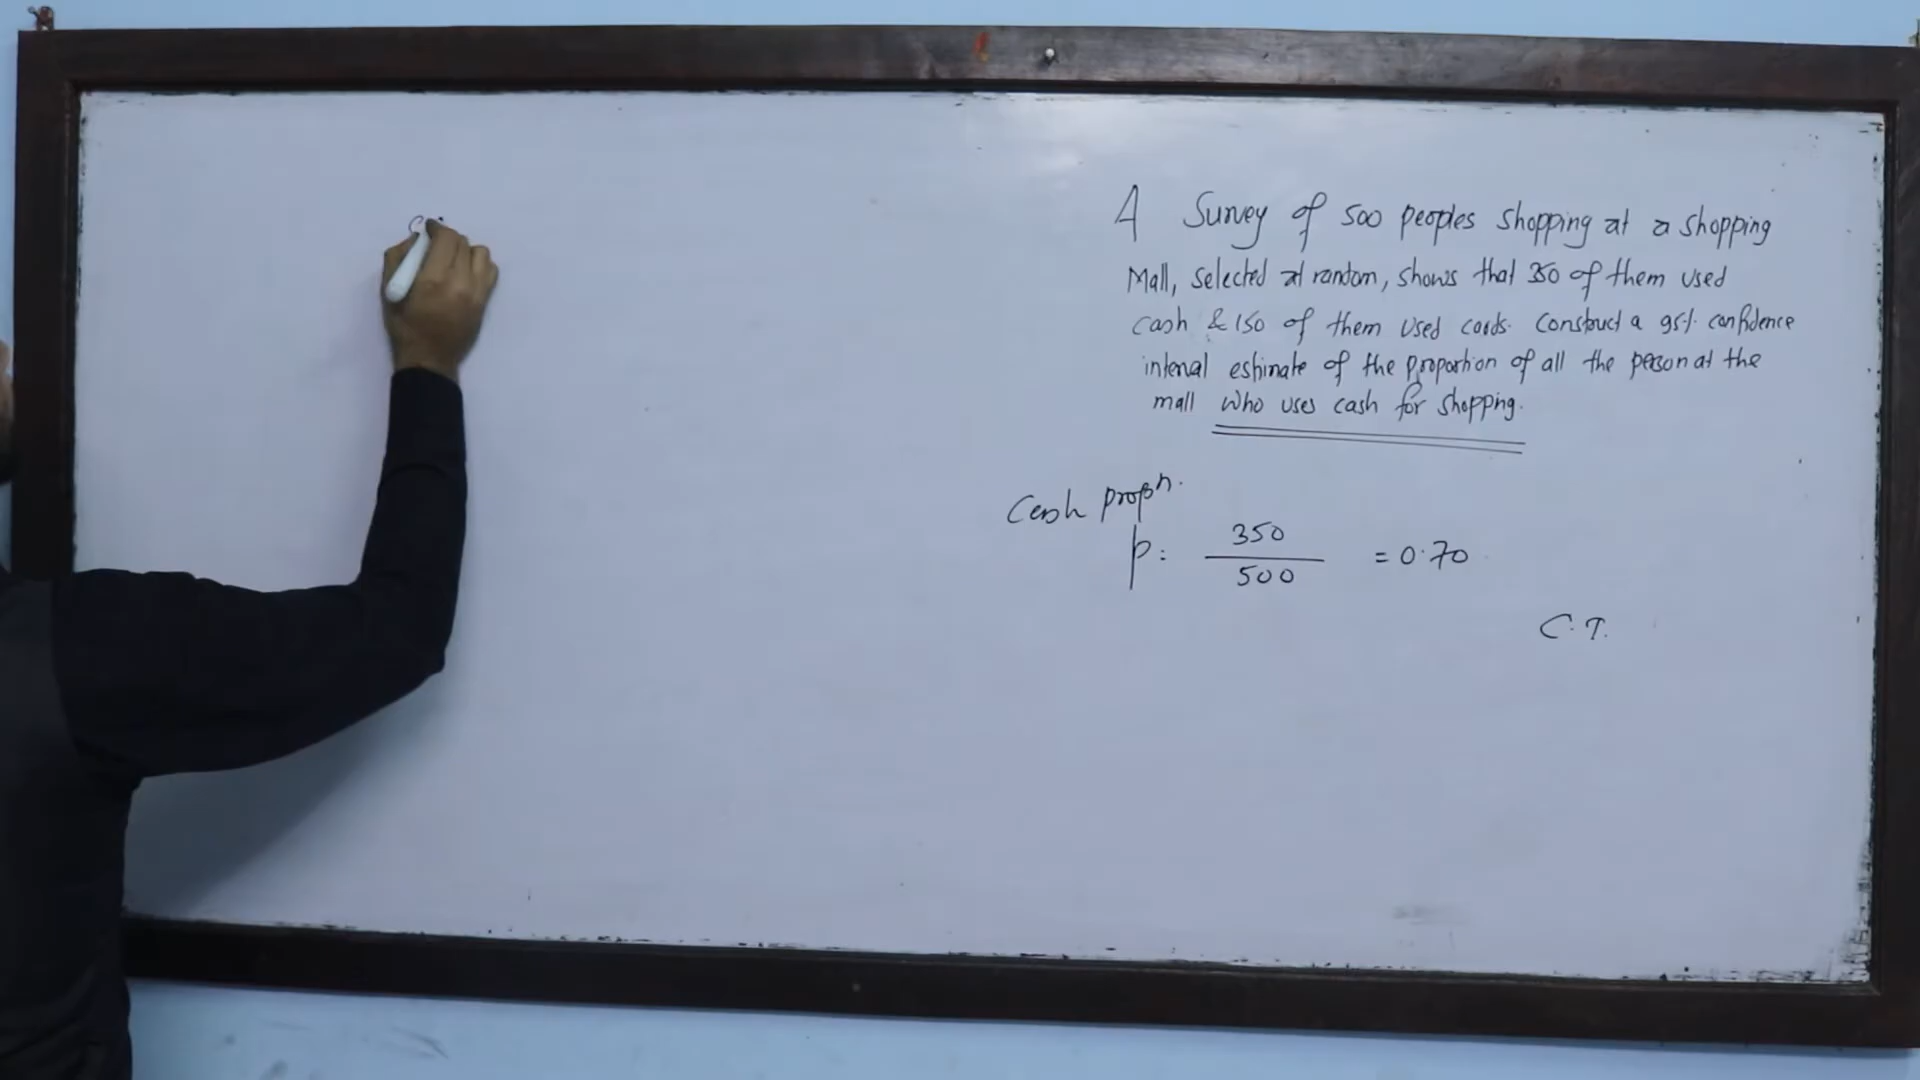 A Survey of 500 peoples shopping at a shopping
Mall, selected at random, shows that 350 of them used
cash & 150 of them used cards. Construct a 95% confidence
interval estimate of the proportion of all the person at the
mall who uses cash for shopping.
Cash propn.
p: 350 / 500 = 0.70
C.I.